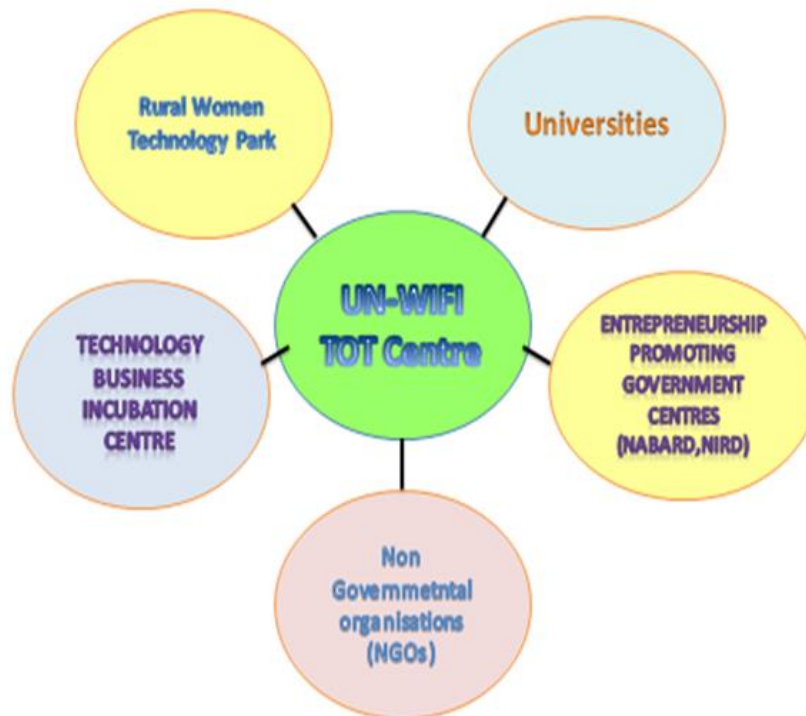 Rural Women
Technology Park
Universities
UN-WIFI
TOT Centre
TECHNOLOGY
BUSINESS
INCUBATION
CENTRE
ENTREPRENEURSHIP
PROMOTING
GOVERNMENT
CENTRES
(NABARD,NIRD)
Non
Governmetntal
organisations
(NGOs)